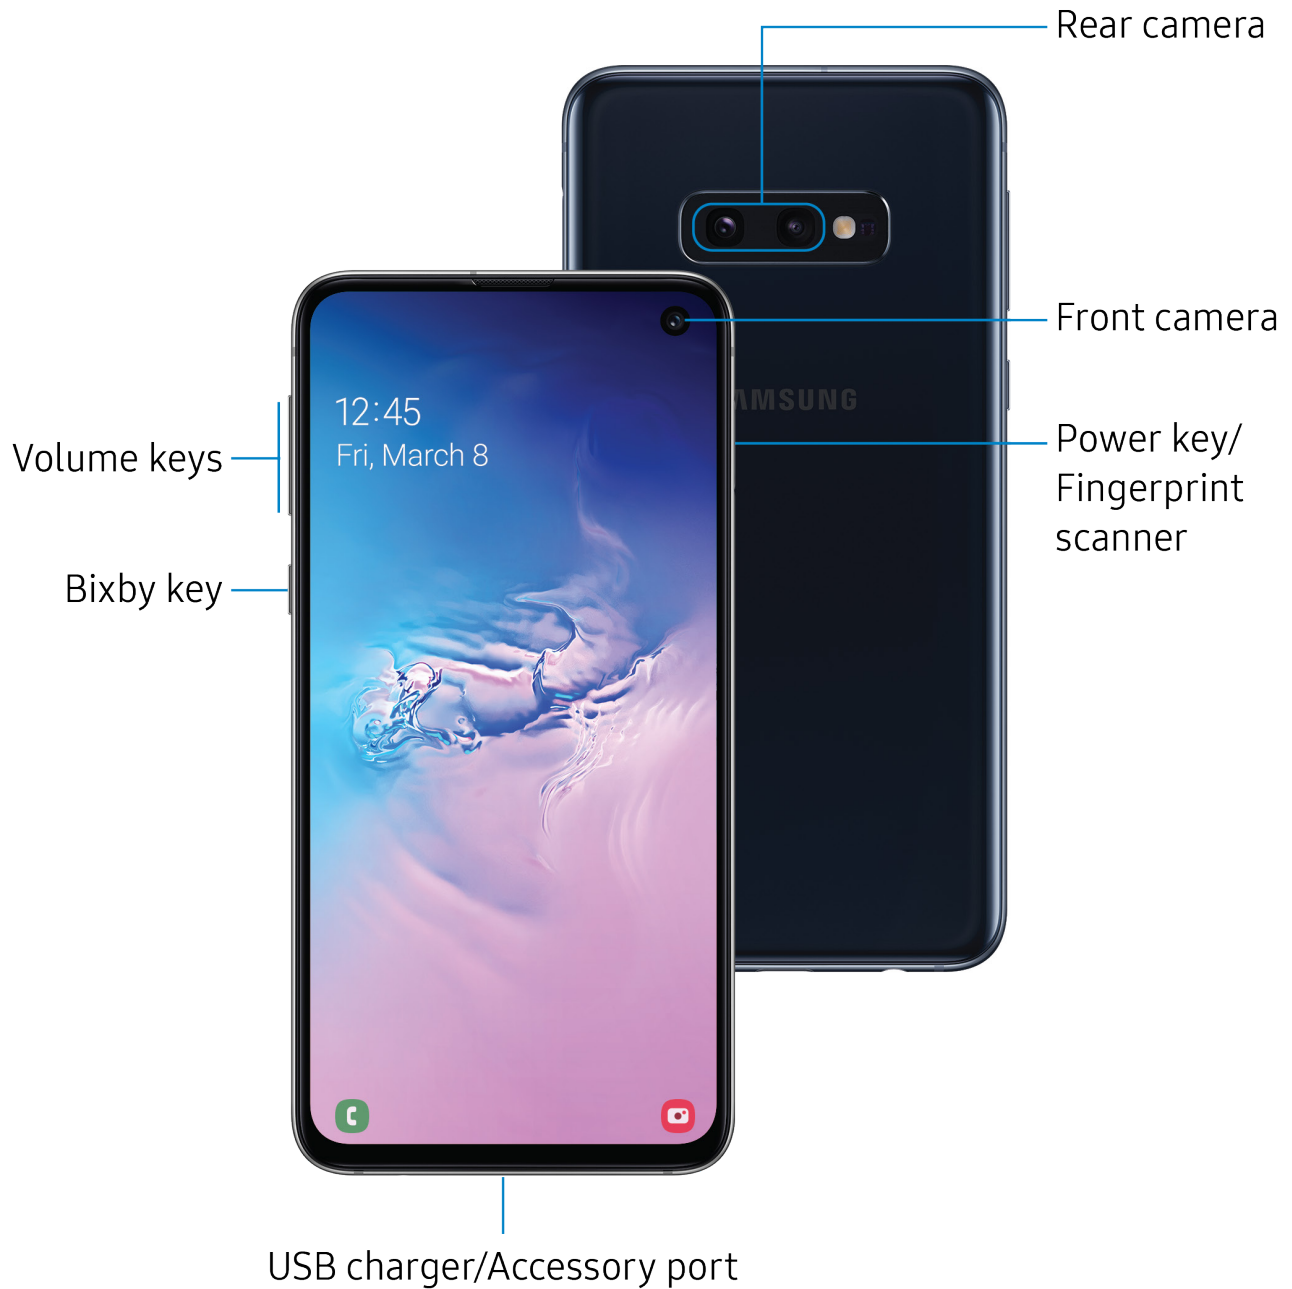 Rear camera
Front camera
AMSUNG
12:45
Fri, March 8
Power key/
Fingerprint
scanner
Volume keys
Bixby key
USB charger/Accessory port